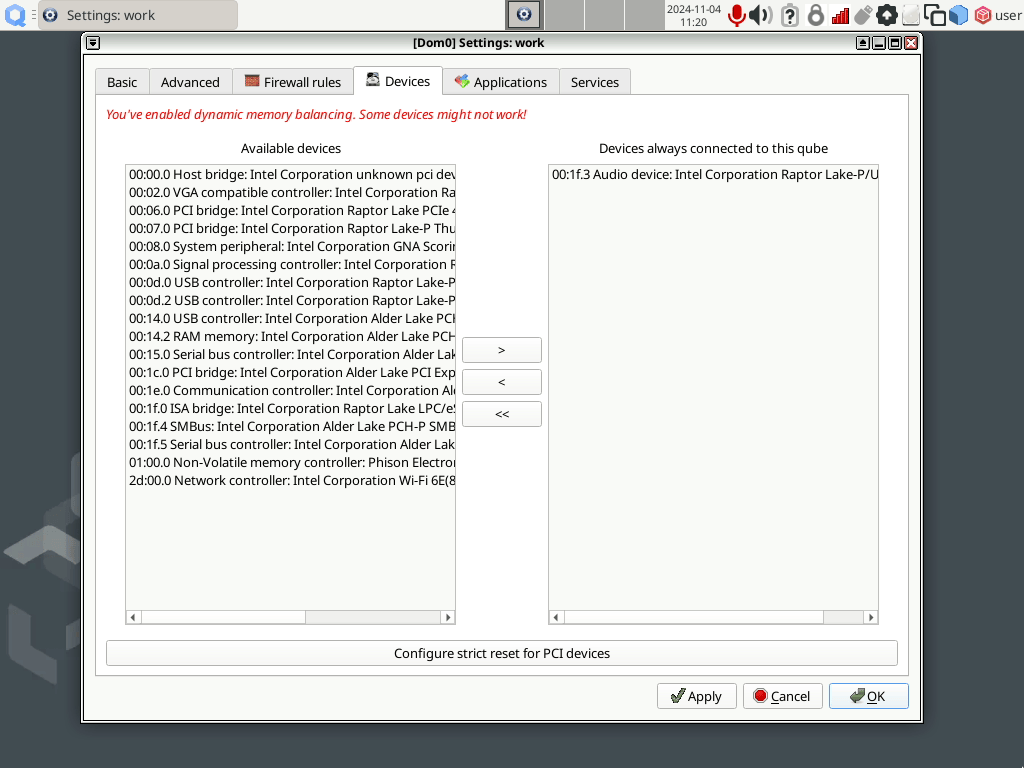 Settings: work
2024-11-04
11:20
user
[Dom0] Settings: work
Basic
Advanced
Firewall rules
Devices
Applications
Services
You've enabled dynamic memory balancing. Some devices might not work!
Available devices
00:00.0 Host bridge: Intel Corporation unknown pci dev
00:02.0 VGA compatible controller: Intel Corporation Ra
00:06.0 PCI bridge: Intel Corporation Raptor Lake PCIe 4
00:07.0 PCI bridge: Intel Corporation Raptor Lake-P Thu
00:08.0 System peripheral: Intel Corporation GNA Scorin
00:0a.0 Signal processing controller: Intel Corporation R
00:0d.0 USB controller: Intel Corporation Raptor Lake-P
00:0d.2 USB controller: Intel Corporation Raptor Lake-P
00:14.0 USB controller: Intel Corporation Alder Lake PCH
00:14.2 RAM memory: Intel Corporation Alder Lake PCH
00:15.0 Serial bus controller: Intel Corporation Alder Lak
00:1c.0 PCI bridge: Intel Corporation Alder Lake PCI Exp
00:1e.0 Communication controller: Intel Corporation Ald
00:1f.0 ISA bridge: Intel Corporation Raptor Lake LPC/eS
00:1f.4 SMBus: Intel Corporation Alder Lake PCH-P SMB
00:1f.5 Serial bus controller: Intel Corporation Alder Lak
01:00.0 Non-Volatile memory controller: Phison Electron
2d:00.0 Network controller: Intel Corporation Wi-Fi 6E(8
>
<
<<
Devices always connected to this qube
00:1f.3 Audio device: Intel Corporation Raptor Lake-P/U
Configure strict reset for PCI devices
Apply
Cancel
OK